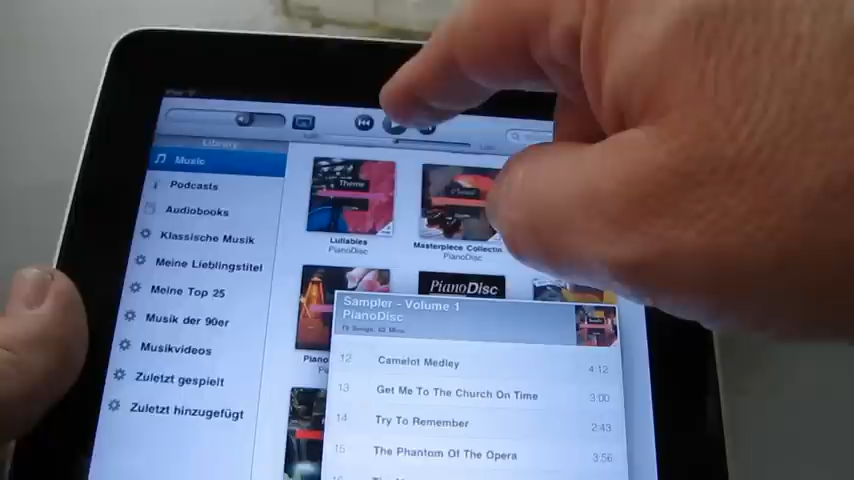 Library
Music
Podcasts
Audiobooks
Klassische Musik
Meine Lieblingstitel
Meine Top 25
Musik der 90er
Musikvideos
Zuletzt gespielt
Zuletzt hinzugefügt
Theme
Lullabies
PianoDisc
Masterpiece Collectin
PianoDisc
PianoDisc
Piano
PianoDisc
Sampler - Volume 1
PianoDisc
12 Camelot Medley 4:12
13 Get Me To The Church On Time 3:00
14 Try To Remember 2:43
15 The Phantom Of The Opera 3:56